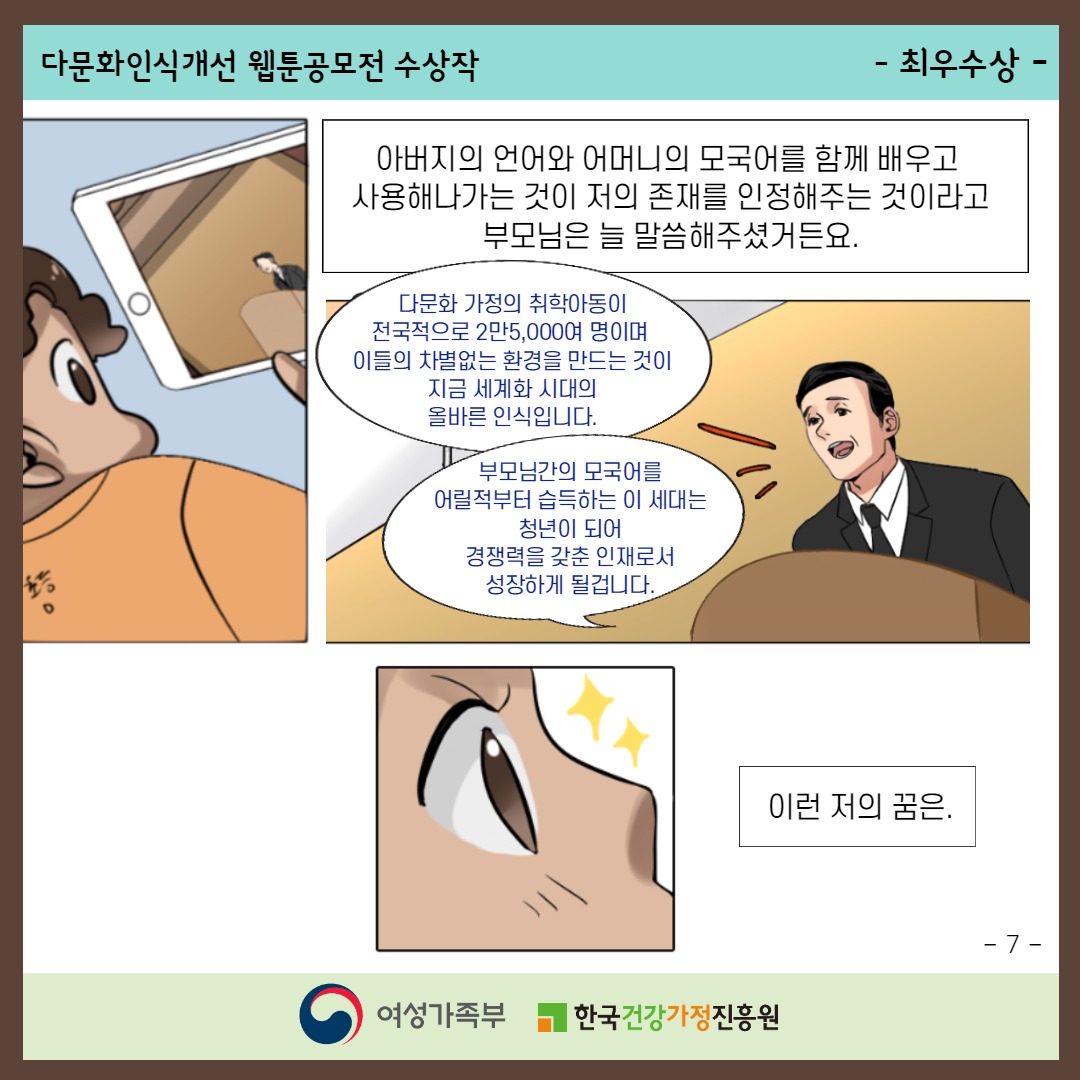 다문화인식개선 웹툰공모전 수상작
- 최우수상 -
아버지의 언어와 어머니의 모국어를 함께 배우고
사용해나가는 것이 저의 존재를 인정해주는 것이라고
부모님은 늘 말씀해주셨거든요.
다문화 가정의 취학아동이
전국적으로 2만5,000여 명이며
이들의 차별없는 환경을 만드는 것이
지금 세계화 시대의
올바른 인식입니다.
부모님간의 모국어를
어릴적부터 습득하는 이 세대는
청년이 되어
경쟁력을 갖춘 인재로서
성장하게 될겁니다.
이런 저의 꿈은.
- 7 -
여성가족부
한국건강가정진흥원